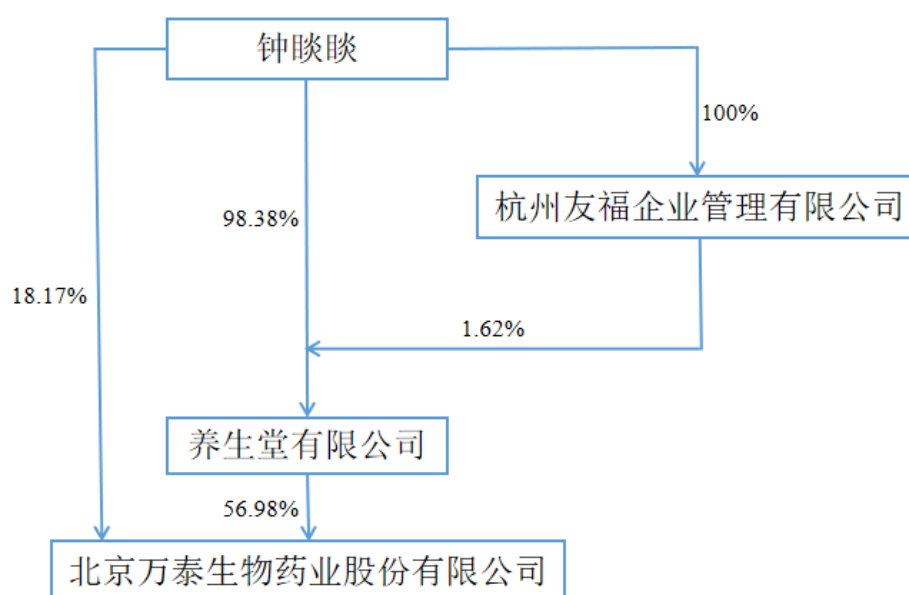 钟睒睒
100%
杭州友福企业管理有限公司
98.38%
18.17%
1.62%
养生堂有限公司
56.98%
北京万泰生物药业股份有限公司